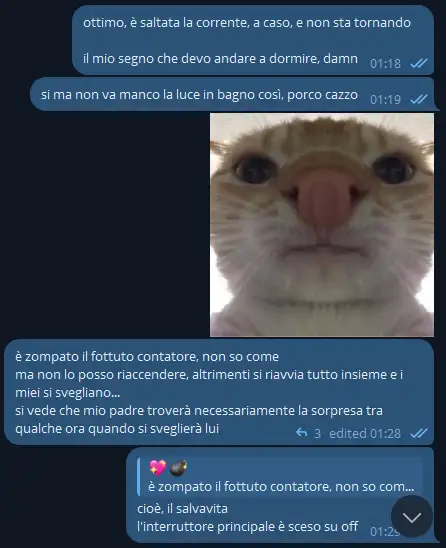 ottimo, è saltata la corrente, a caso, e non sta tornando
il mio segno che devo andare a dormire, damn 01:18
si ma non va manco la luce in bagno così, porco cazzo 01:19
è zompato il fottuto contatore, non so come
ma non lo posso riaccendere, altrimenti si riavvia tutto insieme e i
miei si svegliano...
si vede che mio padre troverà necessariamente la sorpresa tra
qualche ora quando si sveglierà lui 3 edited 01:28
💖💣
è zompato il fottuto contatore, non so com...
cioè, il salvavita
l'interruttore principale è sceso su off